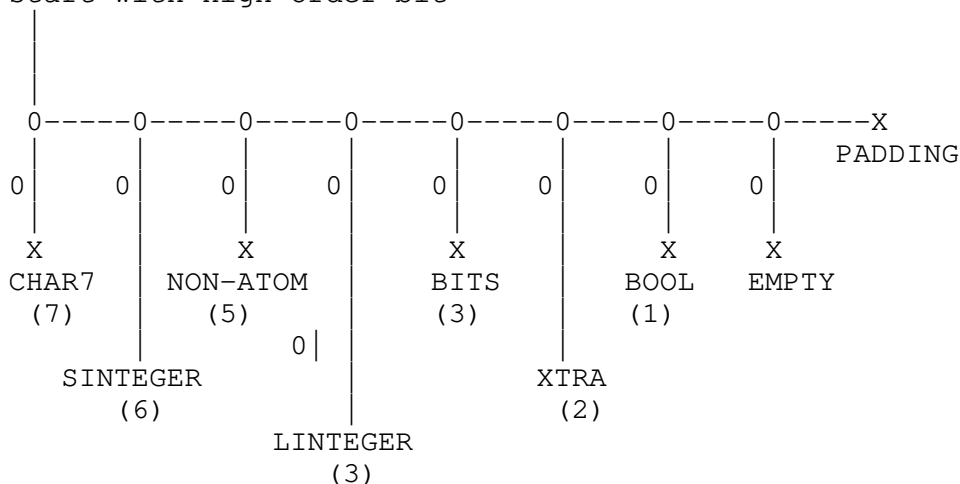 Start with high-order bit
0-----0-----0-----0-----0-----0-----0-----0-----X
PADDING
0| 0| 0| 0| 0| 0| 0| 0|
X X X X X
CHAR7 NON-ATOM BITS BOOL EMPTY
(7) (5) (3) (1)
0|
SINTEGER XTRA
(6) (2)
LINTEGER
(3)